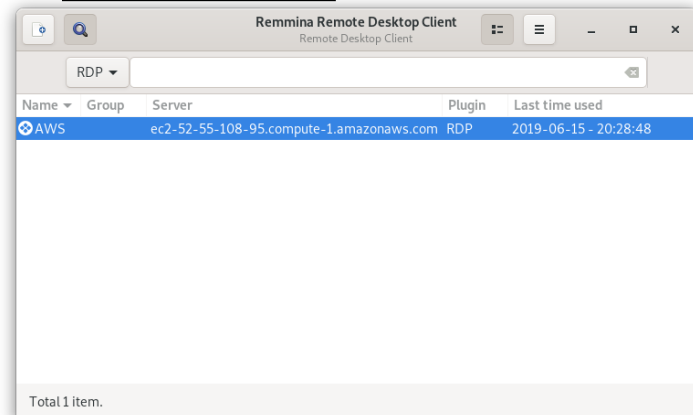 Remmina Remote Desktop Client
Remote Desktop Client
RDP
Name Group Server Plugin Last time used
AWS ec2-52-55-108-95.compute-1.amazonaws.com RDP 2019-06-15 - 20:28:48
Total 1 item.